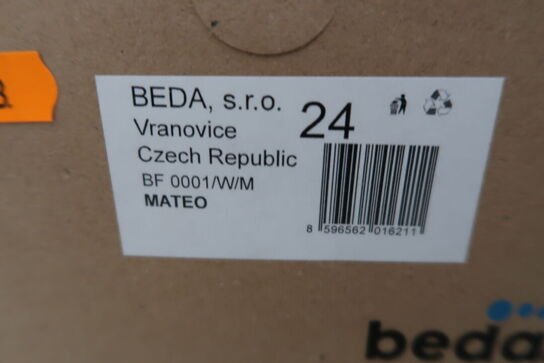 BEDA, s.r.o.
24
Vranovice
Czech Republic
BF 0001/W/M
MATEO
8 596562 016211
beda